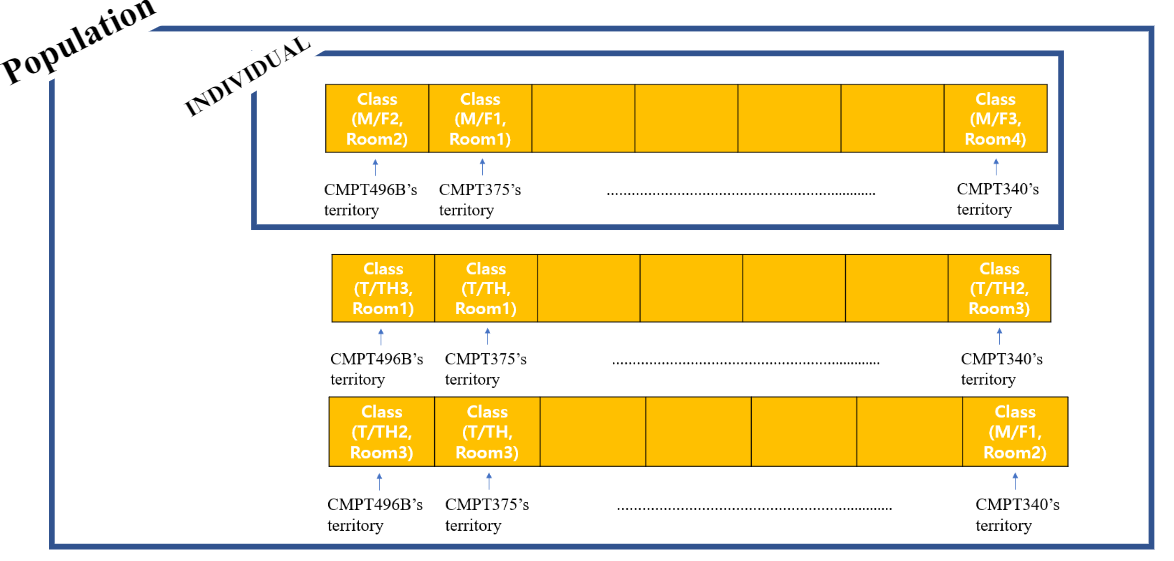 Population
INDIVIDUAL
Class Class Class
(M/F2, (M/F1, (M/F3,
Room2) Room1) Room4)
CMPT496B's CMPT375's ........................................................ CMPT340's
territory territory territory
Class Class Class
(T/TH3, (T/TH, (T/TH2,
Room1) Room1) Room3)
CMPT496B's CMPT375's ........................................................ CMPT340's
territory territory territory
Class Class Class
(T/TH2, (T/TH, (M/F1,
Room3) Room3) Room2)
CMPT496B's CMPT375's ......................................................... CMPT340's
territory territory territory